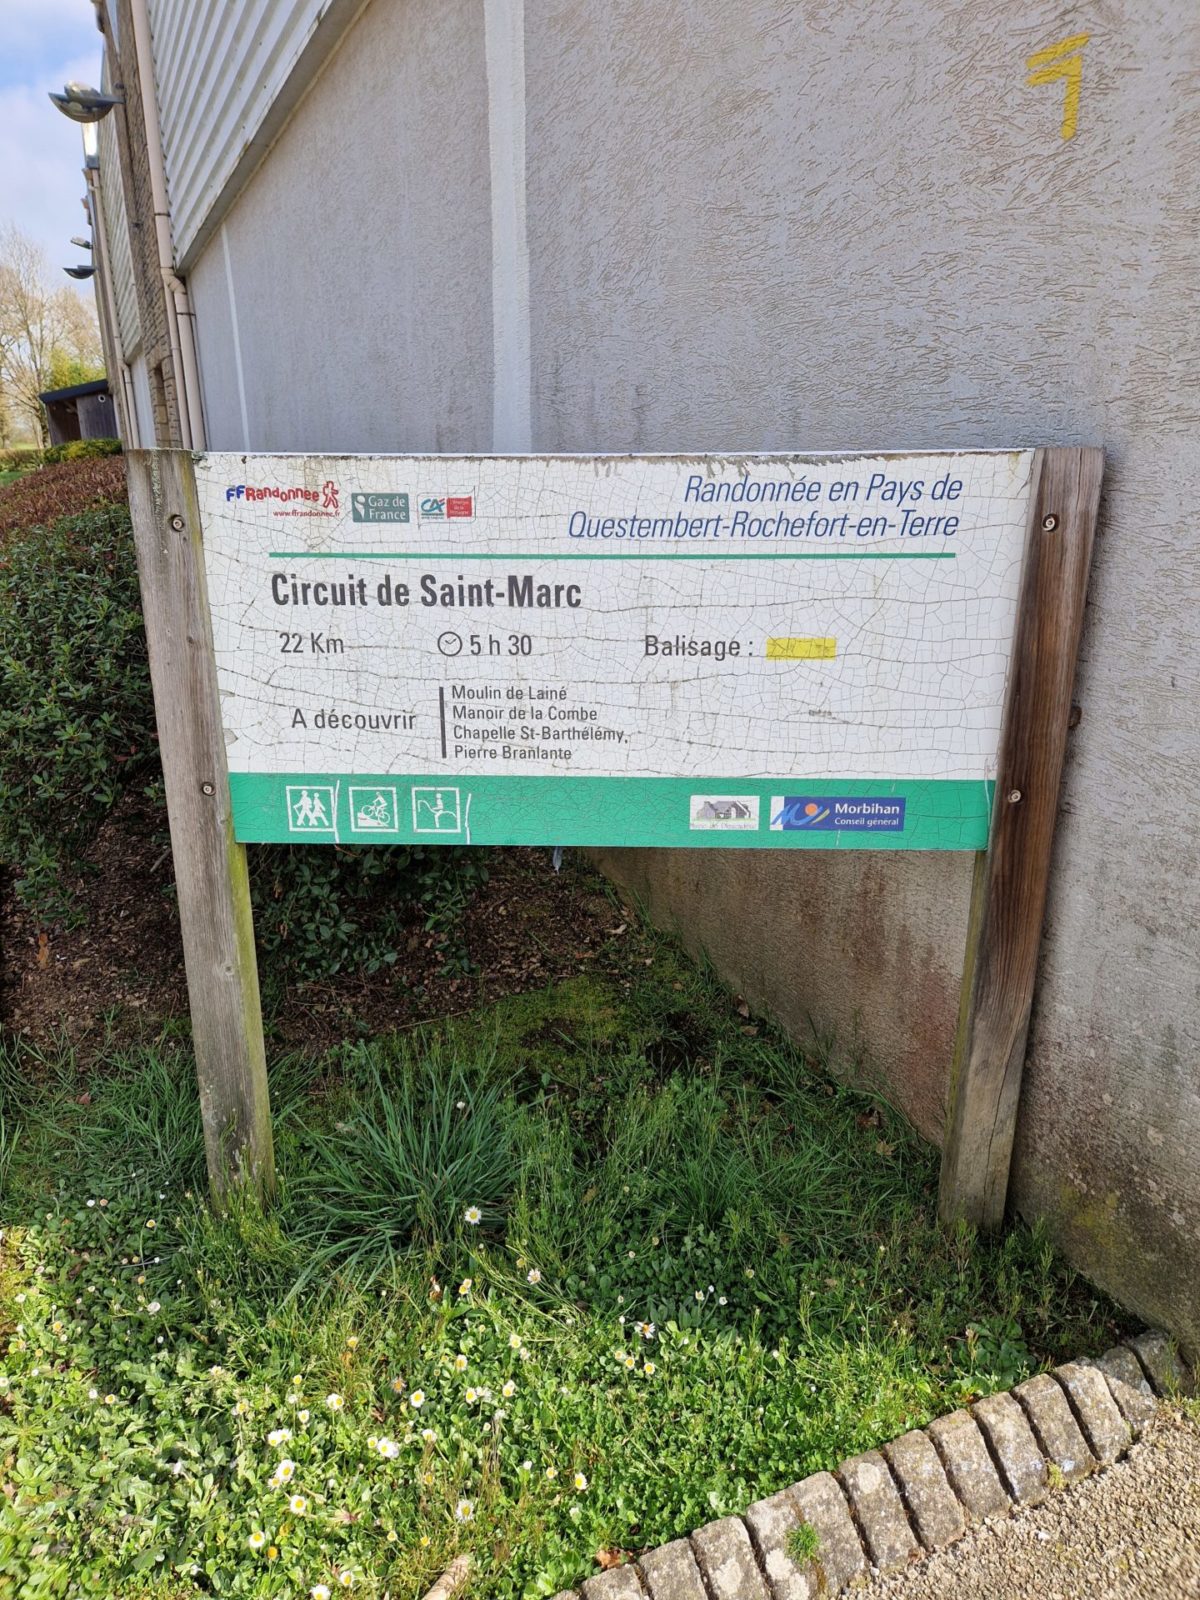 FFRandonnée
www.ffrandonnee.fr
Gaz de
France
CA
Randonnée en Pays de
Questembert-Rochefort-en-Terre
Circuit de Saint-Marc
22 Km
5 h 30
Balisage :
A découvrir
Moulin de Lainé
Manoir de la Combe
Chapelle St-Barthélémy,
Pierre Branlante
Morbihan
Conseil général